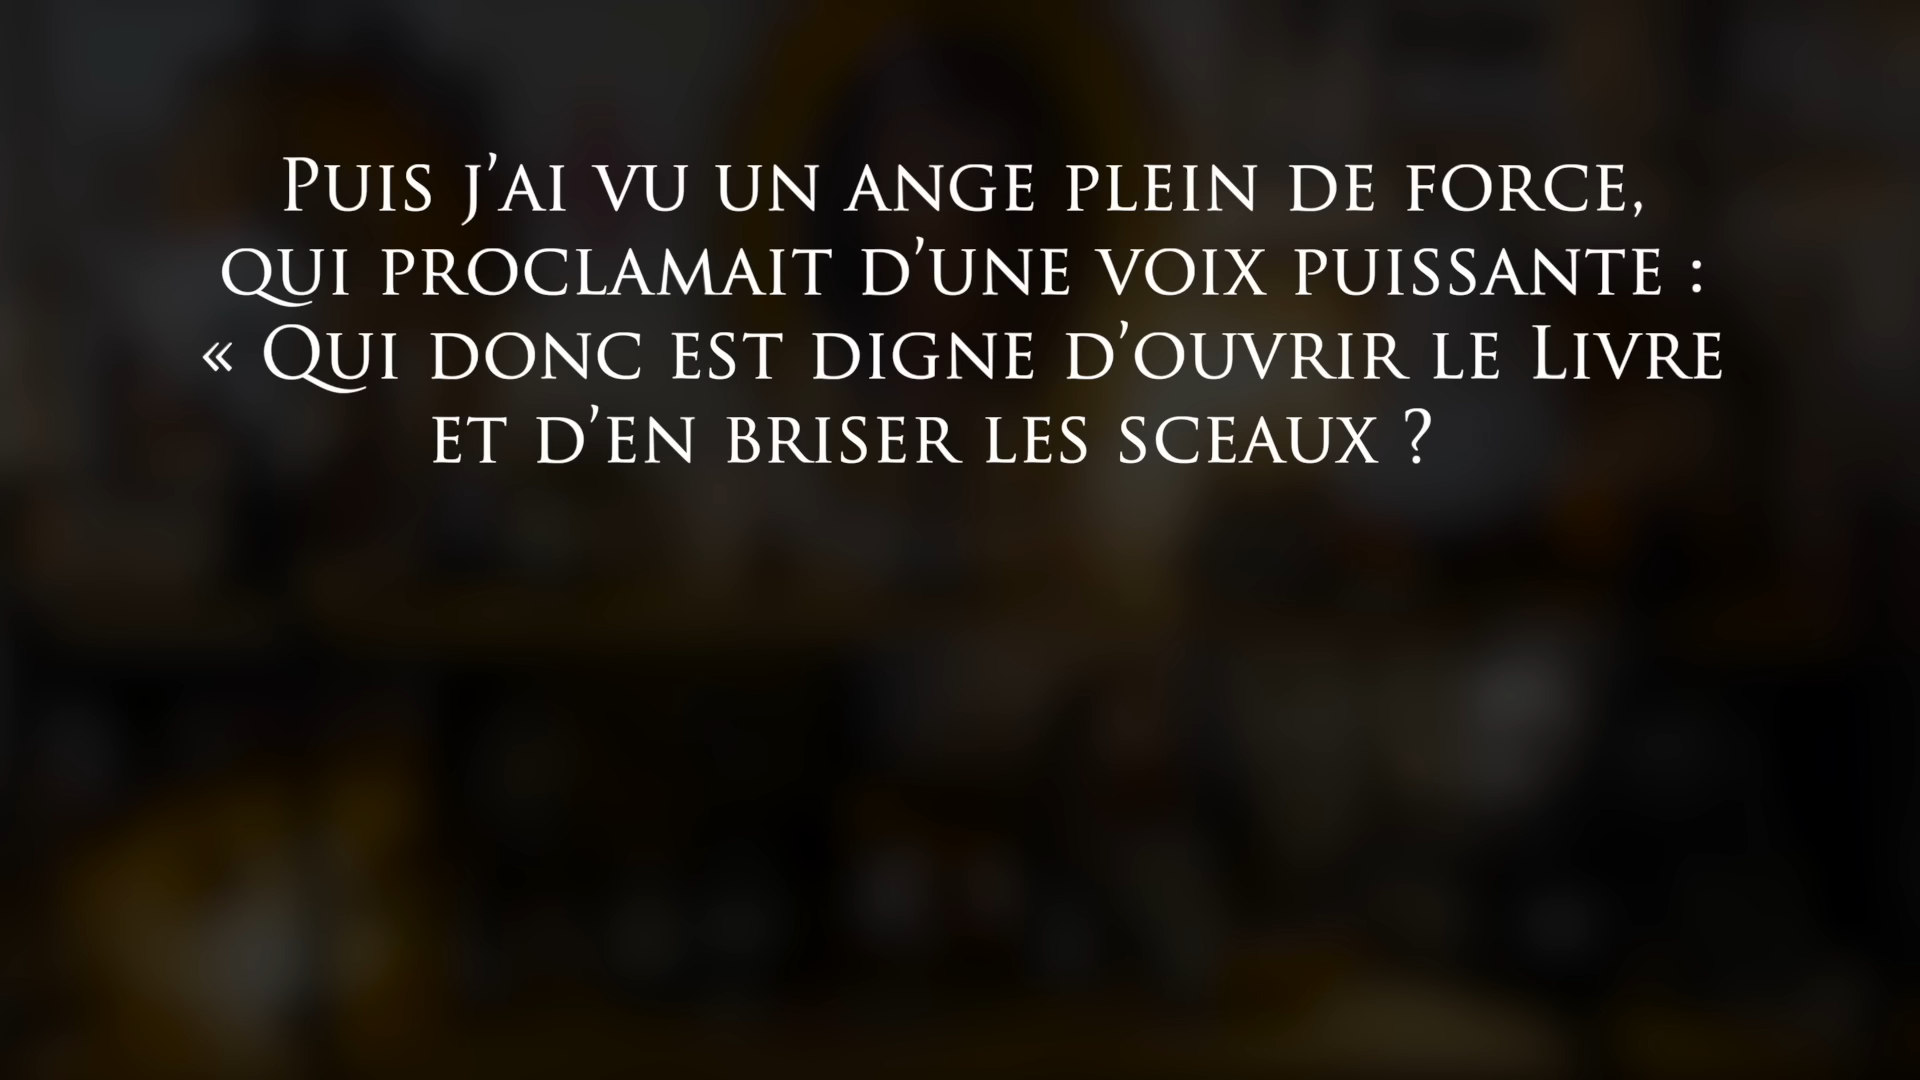 Puis j’ai vu un ange plein de force,
qui proclamait d’une voix puissante :
« Qui donc est digne d’ouvrir le Livre
et d’en briser les sceaux ?